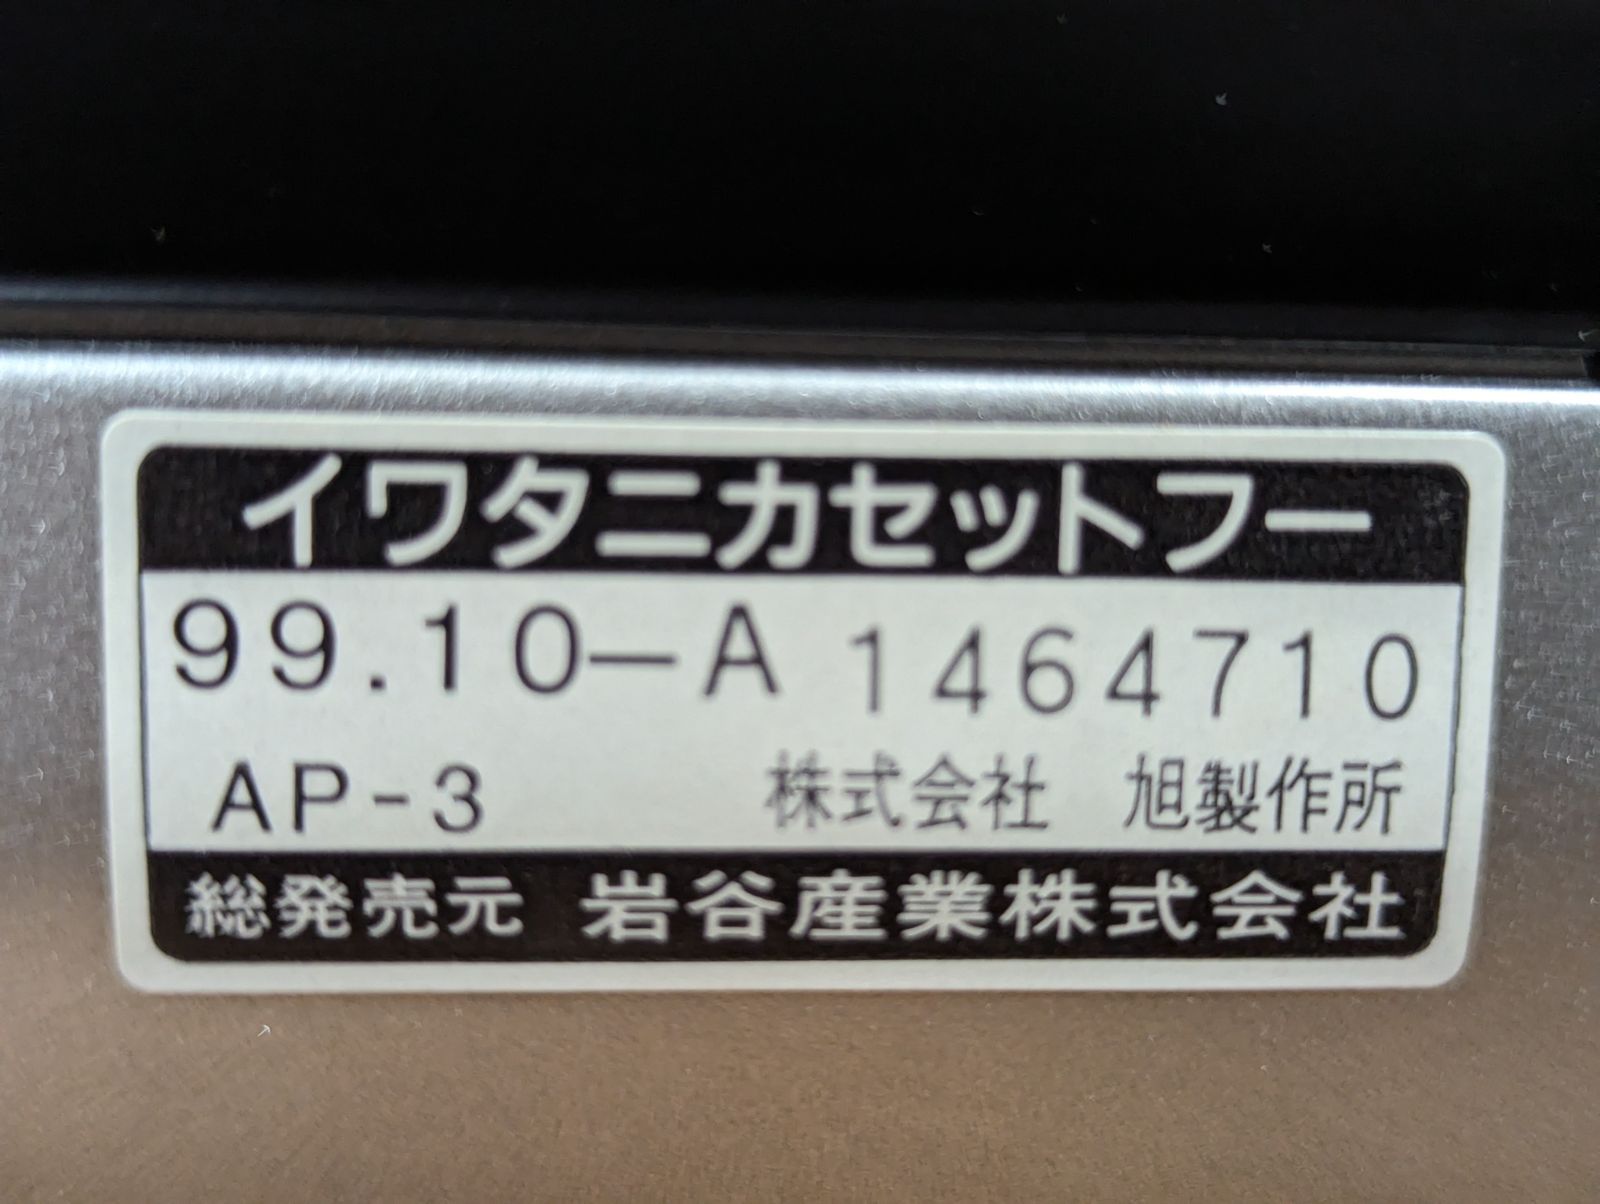 イワタニカセットフー
99.10-A 1464710
AP-3 株式会社 旭製作所
総発売元 岩谷産業株式会社